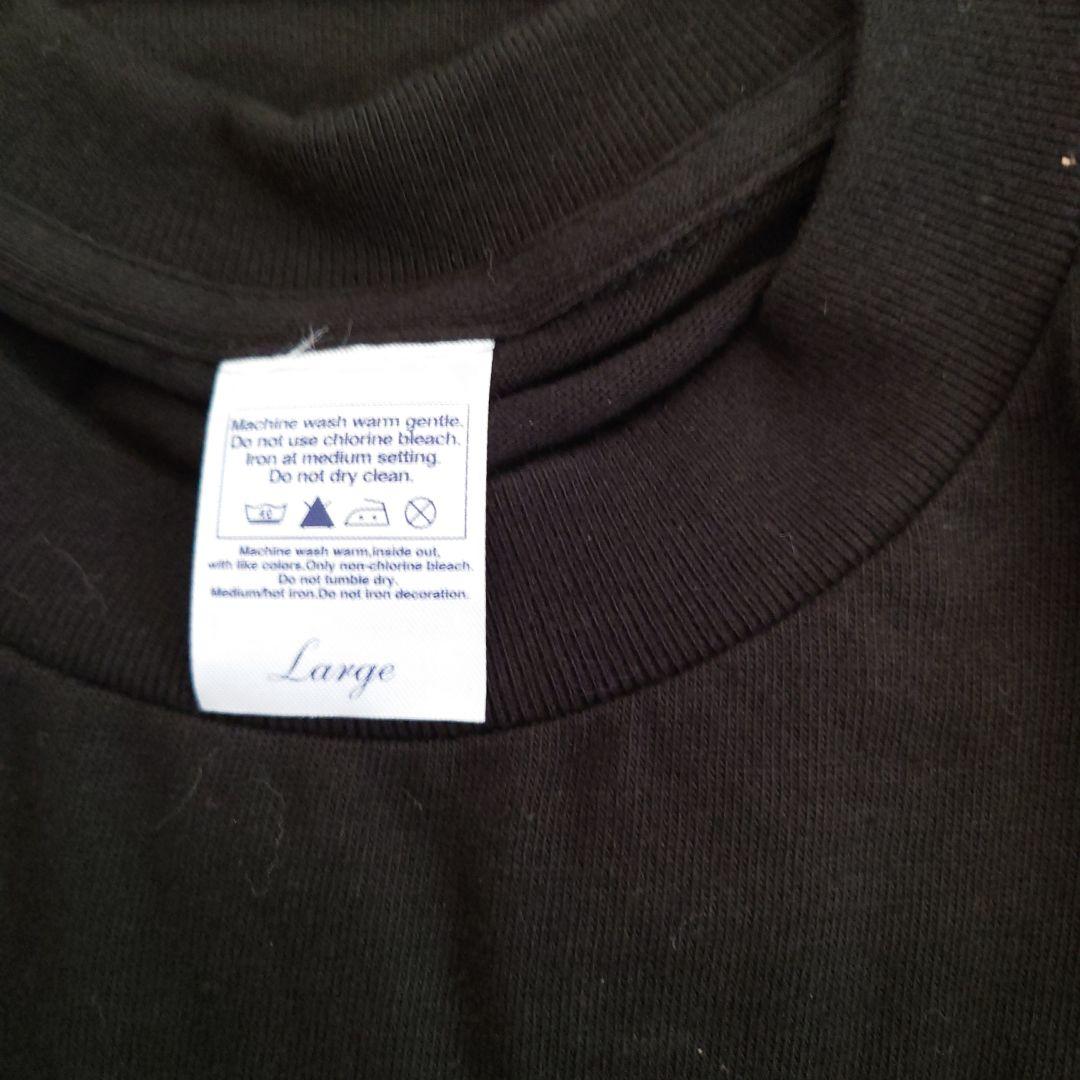 Machine wash warm gentle.
Do not use chlorine bleach.
Iron at medium setting.
Do not dry clean.
40
Machine wash warm,inside out,
with like colors.Only non-chlorine bleach.
Do not tumble dry.
Medium/hot iron.Do not iron decoration.
Large